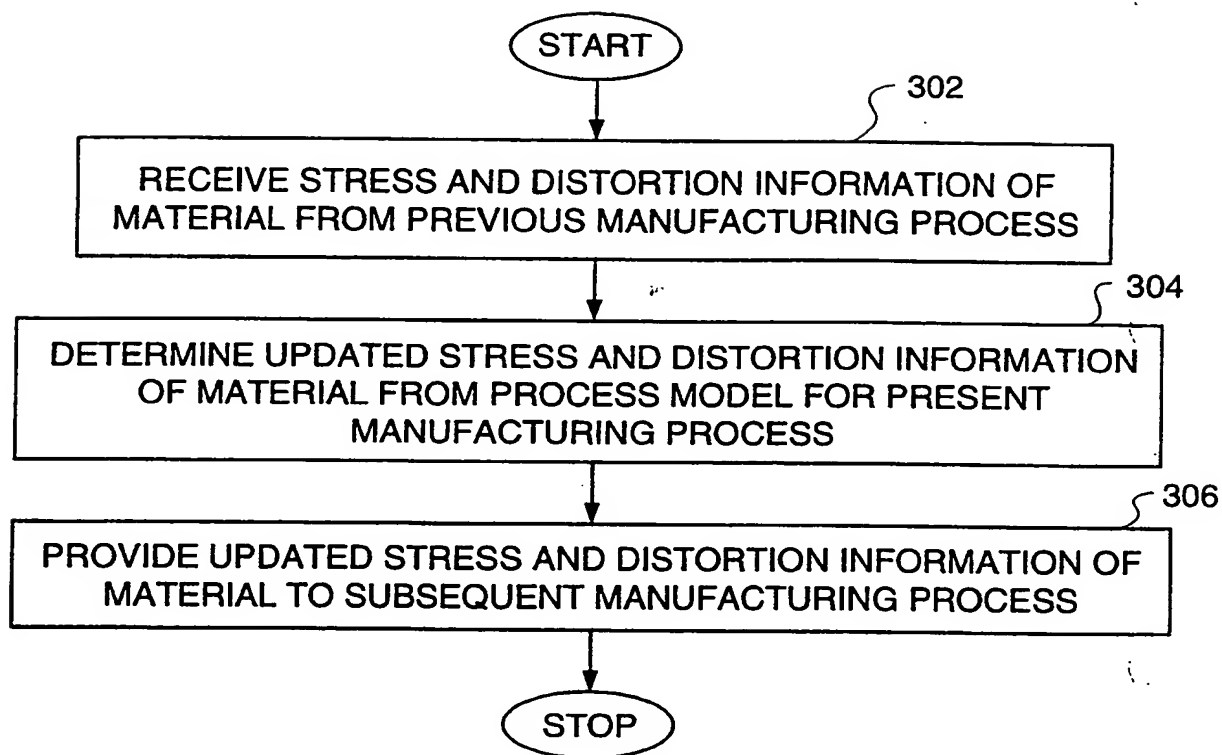 START
302
RECEIVE STRESS AND DISTORTION INFORMATION OF
MATERIAL FROM PREVIOUS MANUFACTURING PROCESS
304
DETERMINE UPDATED STRESS AND DISTORTION INFORMATION
OF MATERIAL FROM PROCESS MODEL FOR PRESENT
MANUFACTURING PROCESS
306
PROVIDE UPDATED STRESS AND DISTORTION INFORMATION OF
MATERIAL TO SUBSEQUENT MANUFACTURING PROCESS
STOP